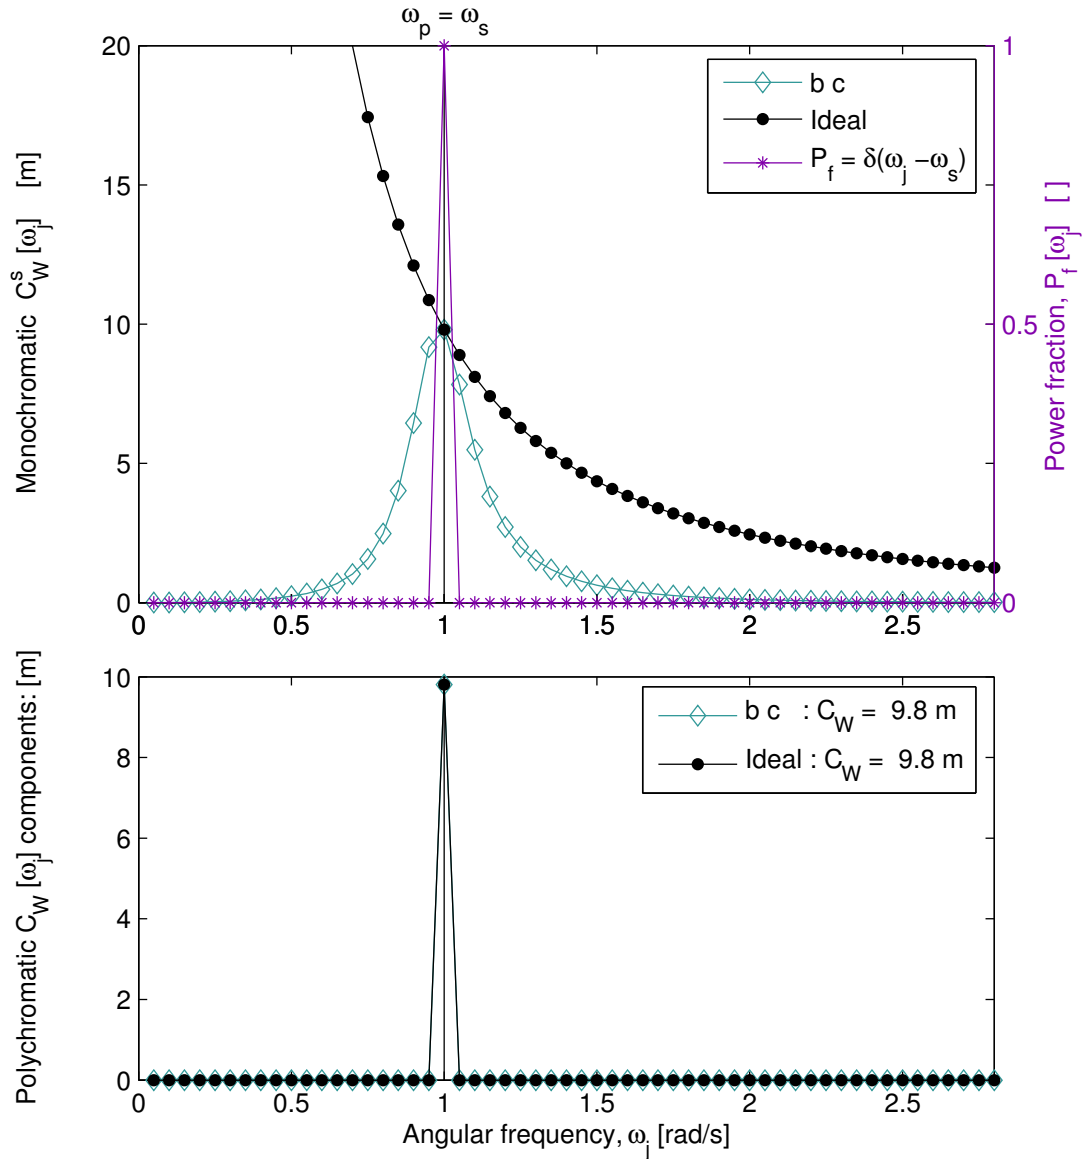 ω_p = ω_s
20
15
10
5
0
Monochromatic C_W^s [ω_j] [m]
1
0.5
0
Power fraction, P_f [ω_j] [ ]
b c
Ideal
P_f = δ(ω_j −ω_s)
0 0.5 1 1.5 2 2.5
10
8
6
4
2
0
Polychromatic C_W [ω_j] components: [m]
b c : C_W = 9.8 m
Ideal : C_W = 9.8 m
0 0.5 1 1.5 2 2.5
Angular frequency, ω_j [rad/s]